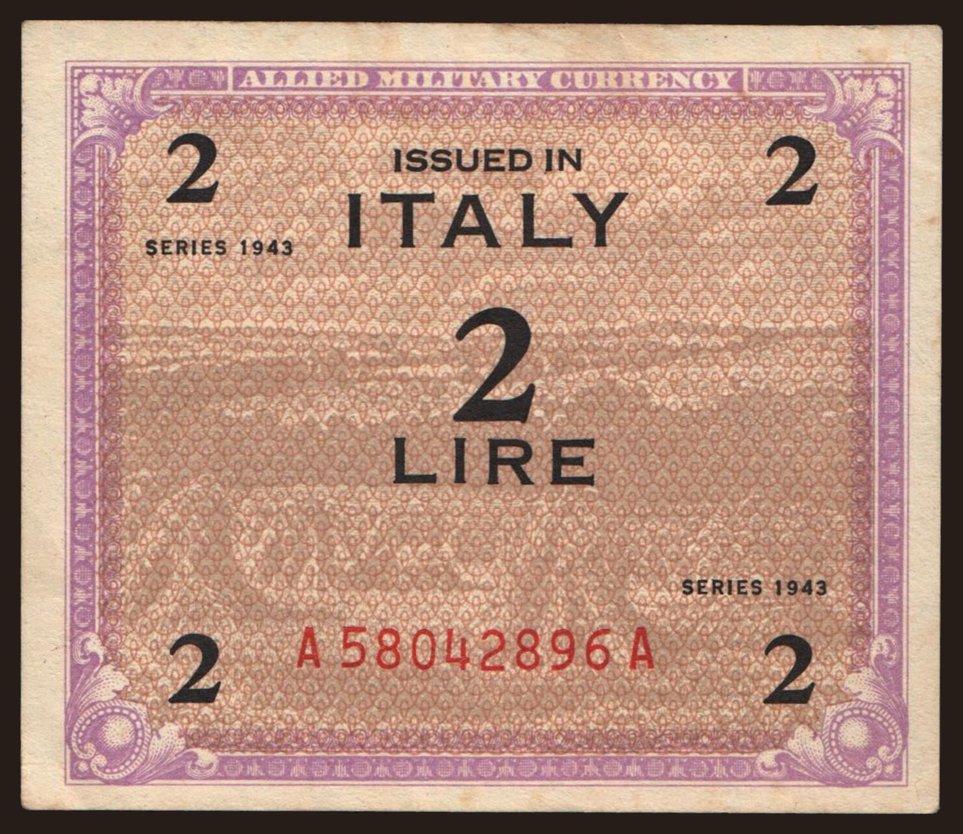 ALLIED MILITARY CURRENCY
2 ISSUED IN 2
ITALY
SERIES 1943
2
LIRE
SERIES 1943
2 A 58042896 A 2